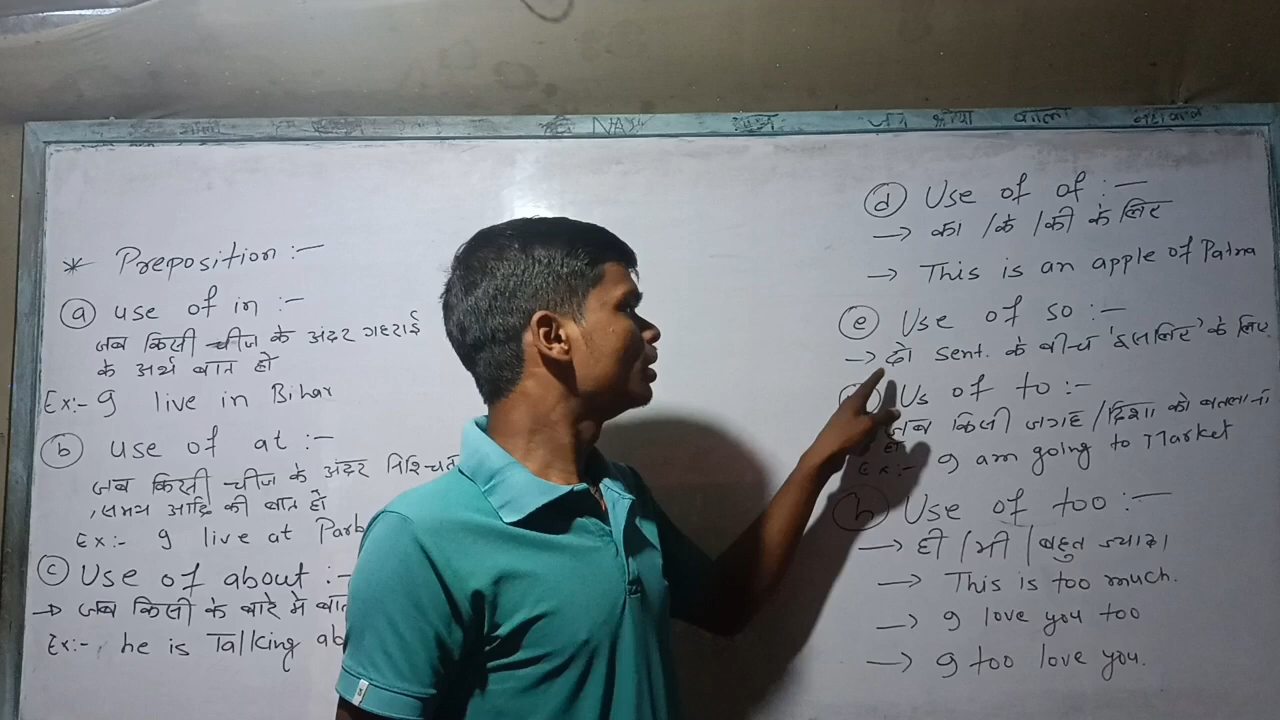 NASY
* Preposition :-
(a) use of in :-
जब किसी चीज के अंदर गहराई
के अर्थ बात हो
Ex:- I live in Bihar
(b) use of at :-
जब किसी चीज के अंदर निश्चित
, समय आदि की बात हो
Ex:- I live at Parb
(c) Use of about :-
→ जब किसी के बारे मे बात
Ex:-, he is Talking ab
(d) Use of of :-
→ का /के /की के लिए
→ This is an apple of Patna
(e) Use of so :-
→ दो sent. के बीच 'इसलिए' के लिए
Us of to :-
जब किसी जगह /दिशा को बतलाना
हो
Ex:- I am going to Market
(h) Use of too :-
→ ही /भी /बहुत ज्यादा
→ This is too much.
→ I love you too
→ I too love you.